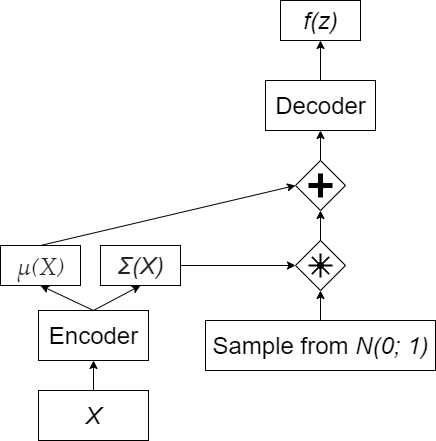 f(z)
Decoder
μ(X)
Σ(X)
Encoder
Sample from N(0; 1)
X